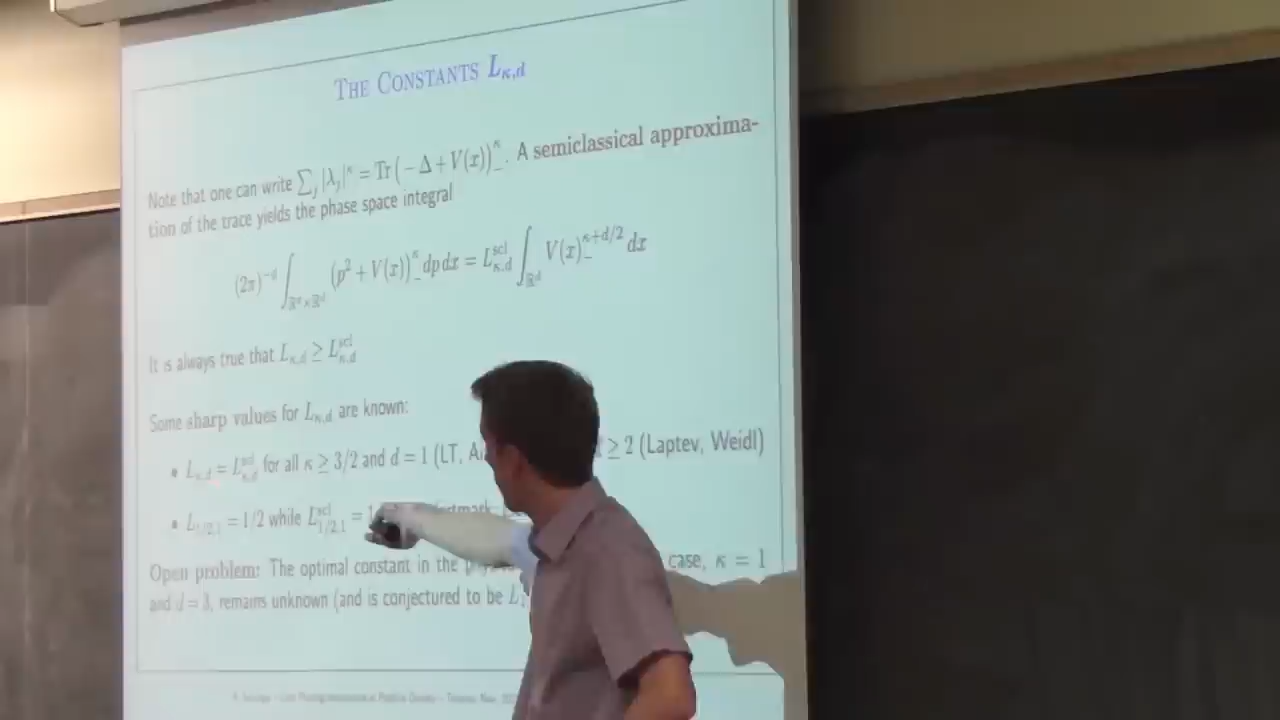 THE CONSTANTS L_{κ,d}
Note that one can write ∑_j |λ_j|^κ = Tr(−Δ + V(x))_−^κ. A semiclassical approxima-
tion of the trace yields the phase space integral
(2π)^{−d} ∫_{ℝ^d×ℝ^d} (p² + V(x))_−^κ dp dx = L_{κ,d}^{scl} ∫_{ℝ^d} V(x)_−^{κ+d/2} dx
It is always true that L_{κ,d} ≥ L_{κ,d}^{scl}
Some sharp values for L_{κ,d} are known:
• L_{κ,d} = L_{κ,d}^{scl} for all κ ≥ 3/2 and d = 1 (LT, ≥ 2 (Laptev, Weidl)
• L_{1/2,1} = 1/2 while L_{1/2,1}^{scl} =
Open problem: The optimal constant in the case, κ = 1
and d = 3, remains unknown (and is conjectured to be L